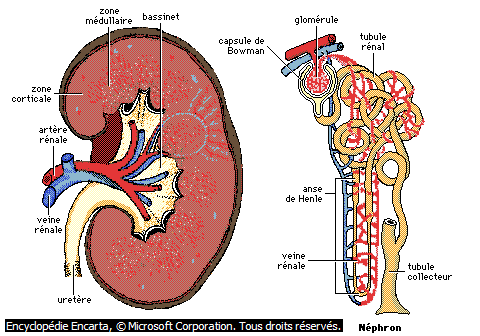 zone
médullaire
bassinet
zone
corticale
artère
rénale
veine
rénale
uretère
glomérule
capsule de
Bowman
tubule
rénal
anse
de Henle
veine
rénale
tubule
collecteur
Néphron
Encyclopédie Encarta, © Microsoft Corporation. Tous droits réservés.